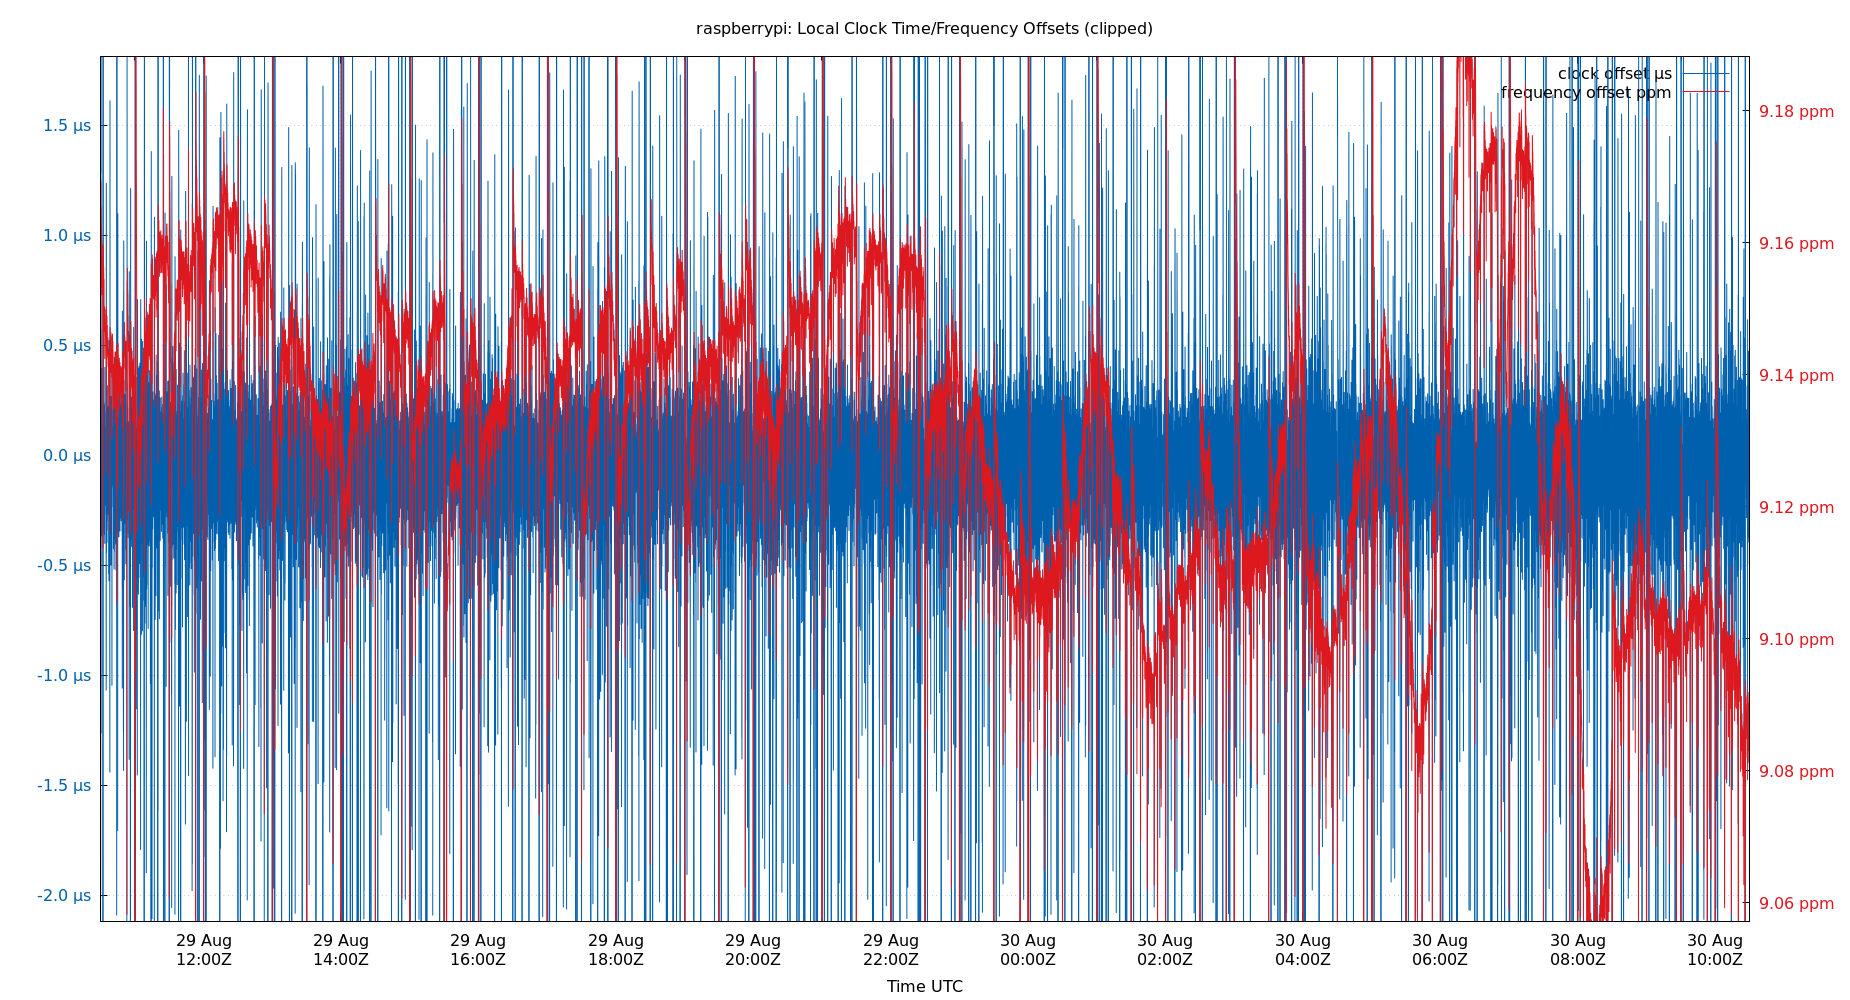 raspberrypi: Local Clock Time/Frequency Offsets (clipped)
clock offset µs
frequency offset ppm
1.5 µs
1.0 µs
0.5 µs
0.0 µs
-0.5 µs
-1.0 µs
-1.5 µs
-2.0 µs
9.18 ppm
9.16 ppm
9.14 ppm
9.12 ppm
9.10 ppm
9.08 ppm
9.06 ppm
29 Aug 29 Aug 29 Aug 29 Aug 29 Aug 29 Aug 30 Aug 30 Aug 30 Aug 30 Aug 30 Aug 30 Aug
12:00Z 14:00Z 16:00Z 18:00Z 20:00Z 22:00Z 00:00Z 02:00Z 04:00Z 06:00Z 08:00Z 10:00Z
Time UTC